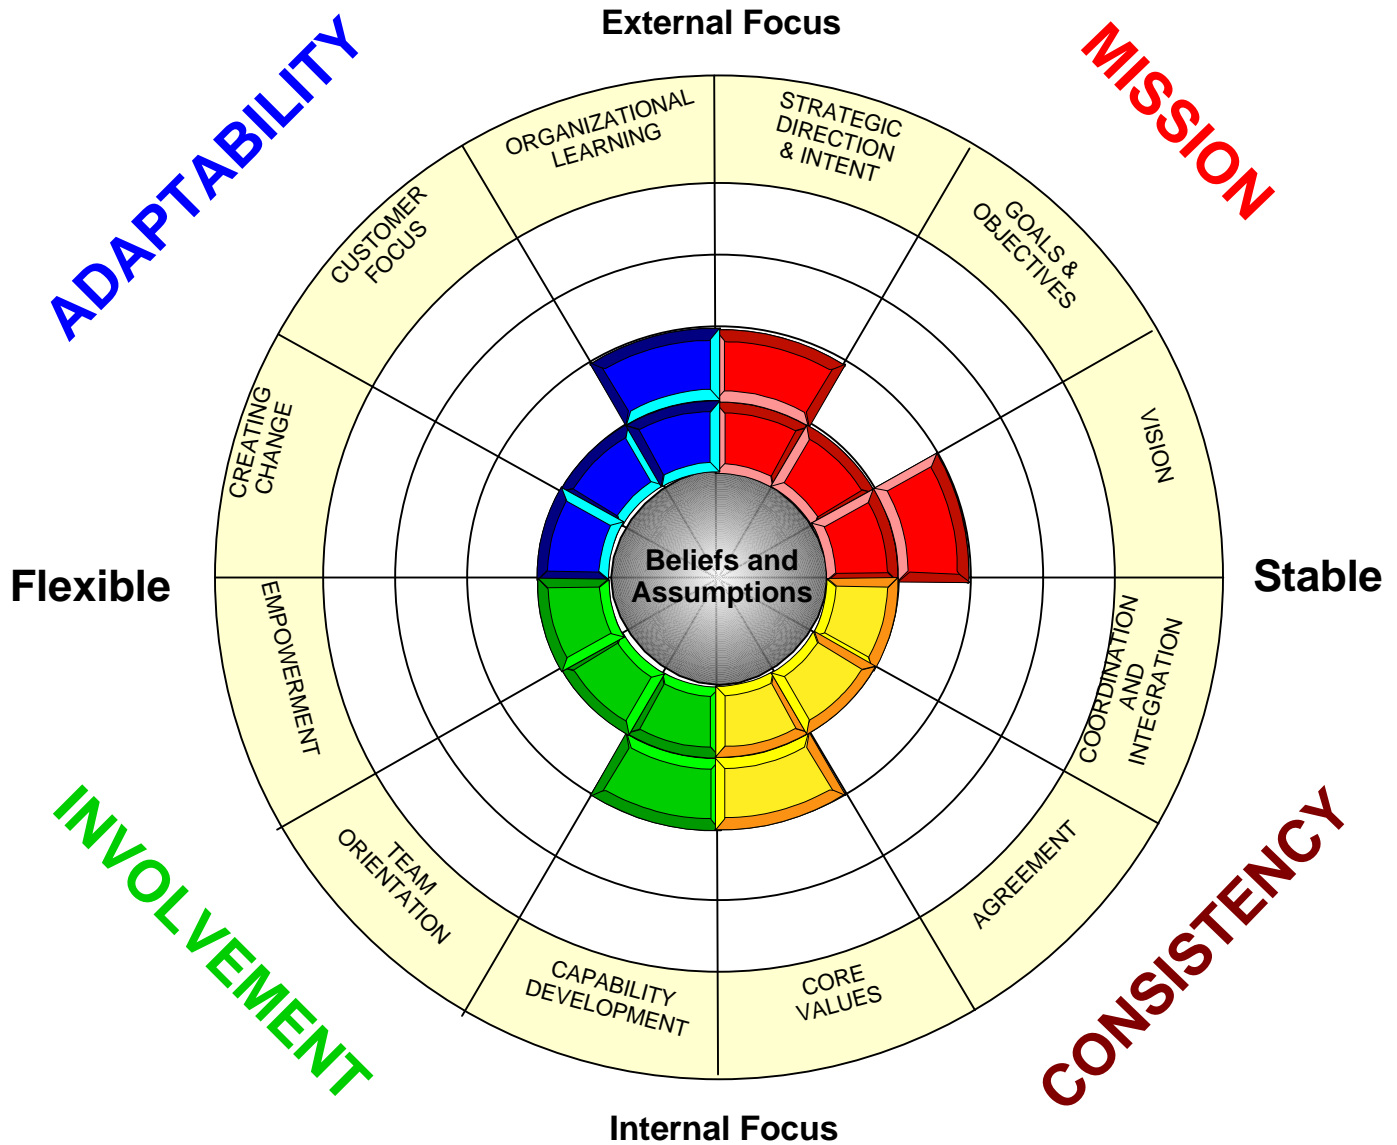 External Focus
ADAPTABILITY
MISSION
ORGANIZATIONAL
LEARNING
STRATEGIC
DIRECTION
& INTENT
CUSTOMER
FOCUS
GOALS &
OBJECTIVES
CREATING
CHANGE
VISION
Beliefs and
Assumptions
Flexible
Stable
EMPOWERMENT
COORDINATION
AND
INTEGRATION
TEAM
ORIENTATION
AGREEMENT
CAPABILITY
DEVELOPMENT
CORE
VALUES
INVOLVEMENT
CONSISTENCY
Internal Focus